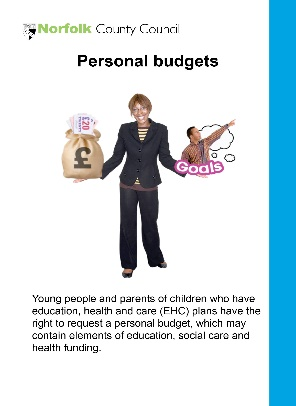 Norfolk County Council
Personal budgets
£20
£
Goals
Young people and parents of children who have
education, health and care (EHC) plans have the
right to request a personal budget, which may
contain elements of education, social care and
health funding.